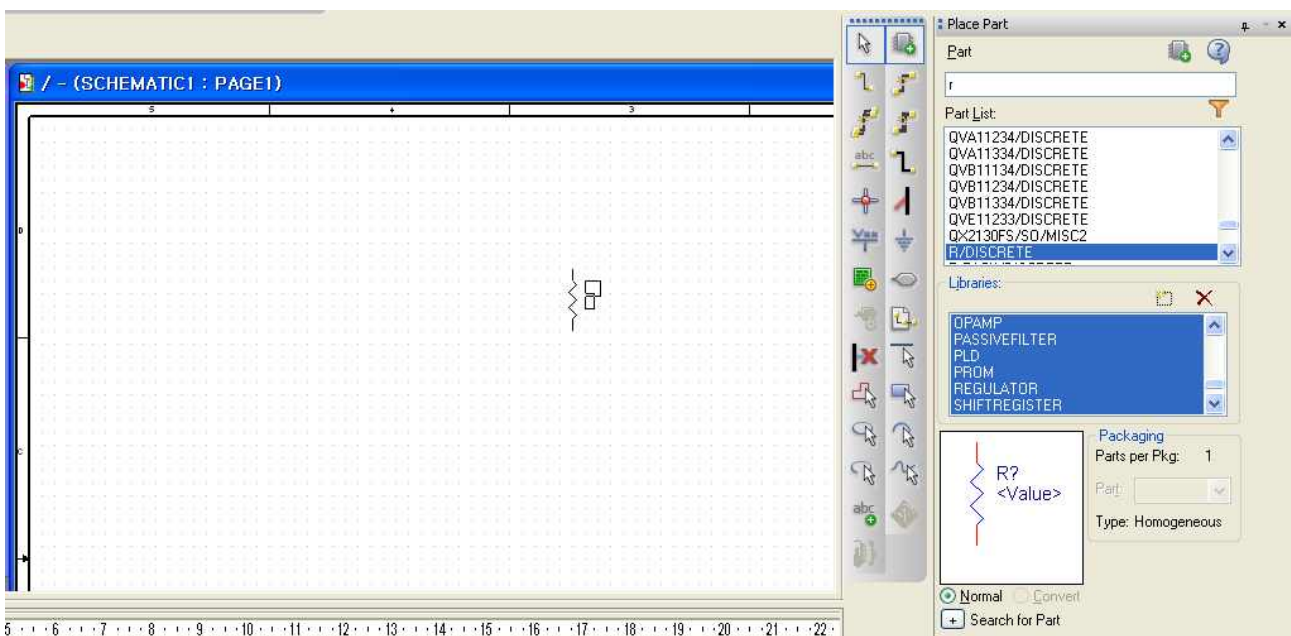 / - (SCHEMATIC1 : PAGE1)
5
4
3
D
C
abc
Vss
abc
5 6 7 8 9 10 11 12 13 14 15 16 17 18 19 20 21 22
Place Part
Part
r
Part List:
QVA11234/DISCRETE
QVA11334/DISCRETE
QVB11134/DISCRETE
QVB11234/DISCRETE
QVB11334/DISCRETE
QVE11233/DISCRETE
QX2130FS/SO/MISC2
R/DISCRETE
Libraries:
OPAMP
PASSIVEFILTER
PLD
PROM
REGULATOR
SHIFTREGISTER
R?
<Value>
Packaging
Parts per Pkg: 1
Part:
Type: Homogeneous
Normal Convert
+ Search for Part